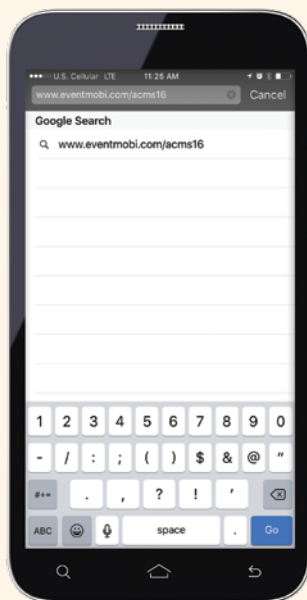 U.S. Cellular LTE 11:25 AM
www.eventmobi.com/acms16 Cancel
Google Search
www.eventmobi.com/acms16
1 2 3 4 5 6 7 8 9 0
- / : ; ( ) $ & @ "
#+= . , ? ! ' 
ABC space . Go